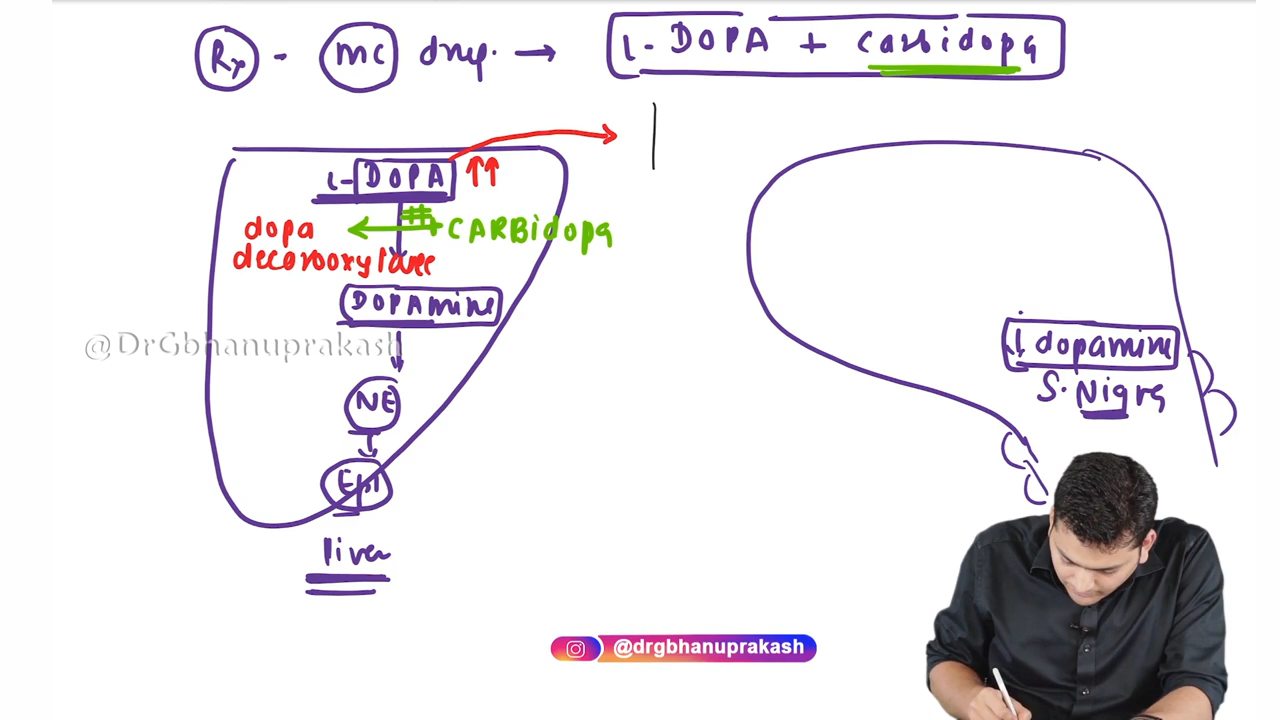 Rx - mc drug. → L-DOPA + Carbidopa
L-DOPA ↑↑
CARBidopa
dopa
decarboxylase
DOPAmine
NE
Epi
liver
↓ dopamine
S. Nigra
@DrGbhanuprakash
@drgbhanuprakash